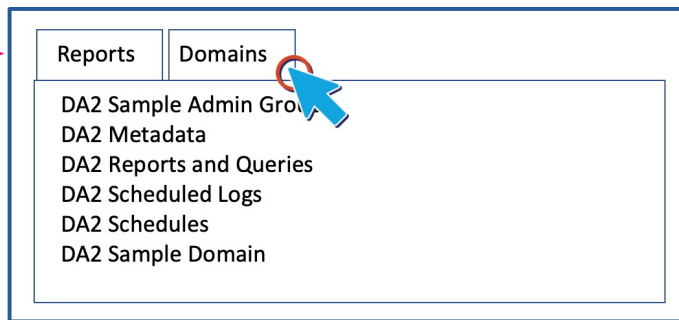 Reports Domains
DA2 Sample Admin
DA2 Metadata
DA2 Reports and Queries
DA2 Scheduled Logs
DA2 Schedules
DA2 Sample Domain